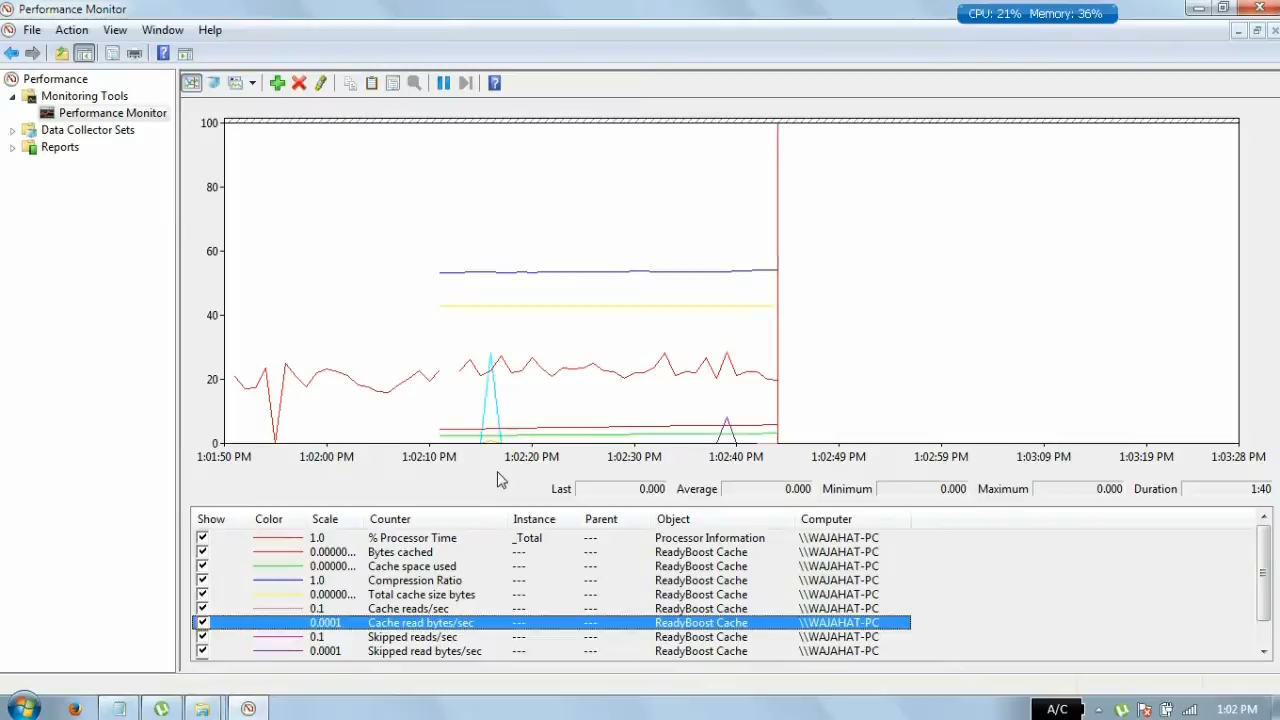 Performance Monitor
CPU: 21% Memory: 36%
File Action View Window Help
Performance
Monitoring Tools
Performance Monitor
Data Collector Sets
Reports
100
80
60
40
20
0
1:01:50 PM 1:02:00 PM 1:02:10 PM 1:02:20 PM 1:02:30 PM 1:02:40 PM 1:02:49 PM 1:02:59 PM 1:03:09 PM 1:03:19 PM 1:03:28 PM
Last 0.000 Average 0.000 Minimum 0.000 Maximum 0.000 Duration 1:40
Show Color Scale Counter Instance Parent Object Computer
1.0 % Processor Time _Total --- Processor Information \\WAJAHAT-PC
0.00000... Bytes cached --- --- ReadyBoost Cache \\WAJAHAT-PC
0.00000... Cache space used --- --- ReadyBoost Cache \\WAJAHAT-PC
1.0 Compression Ratio --- --- ReadyBoost Cache \\WAJAHAT-PC
0.00000... Total cache size bytes --- --- ReadyBoost Cache \\WAJAHAT-PC
0.1 Cache reads/sec --- --- ReadyBoost Cache \\WAJAHAT-PC
0.0001 Cache read bytes/sec --- --- ReadyBoost Cache \\WAJAHAT-PC
0.1 Skipped reads/sec --- --- ReadyBoost Cache \\WAJAHAT-PC
0.0001 Skipped read bytes/sec --- --- ReadyBoost Cache \\WAJAHAT-PC
A/C 1:02 PM